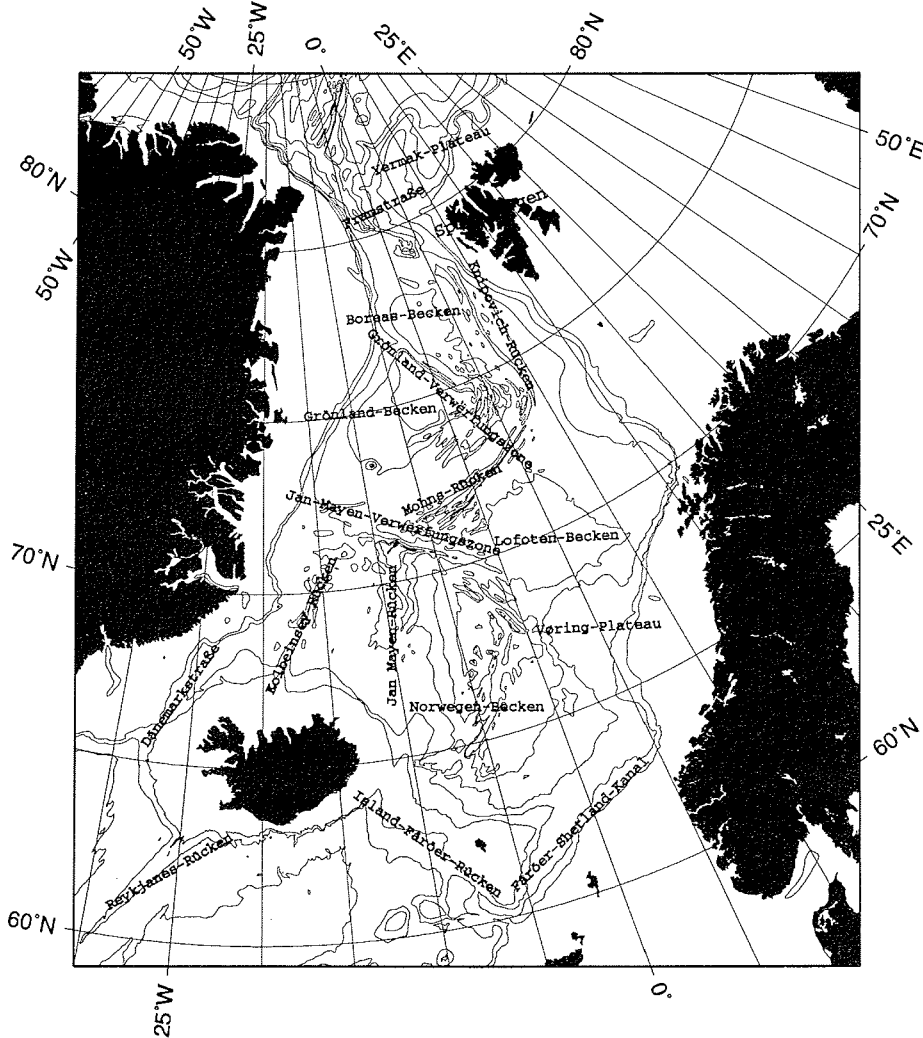 50°W
25°W
0°
25°E
80°N
50°E
80°N
70°N
50°W
Yermak-Plateau
Framstraße
Knipovich-Rücken
Boreas-Becken
Grönland-Verwerfungszone
Grönland-Becken
Mohns-Rücken
Jan-Mayen-Verwerfungszone
Lofoten-Becken
25°E
70°N
Kolbeinsey-Rücken
Jan Mayen-Rücken
Vøring-Plateau
Dänemarkstraße
Norwegen-Becken
60°N
Island-Färöer-Rücken
Färöer-Shetland-Kanal
Reykjanes-Rücken
60°N
25°W
0°